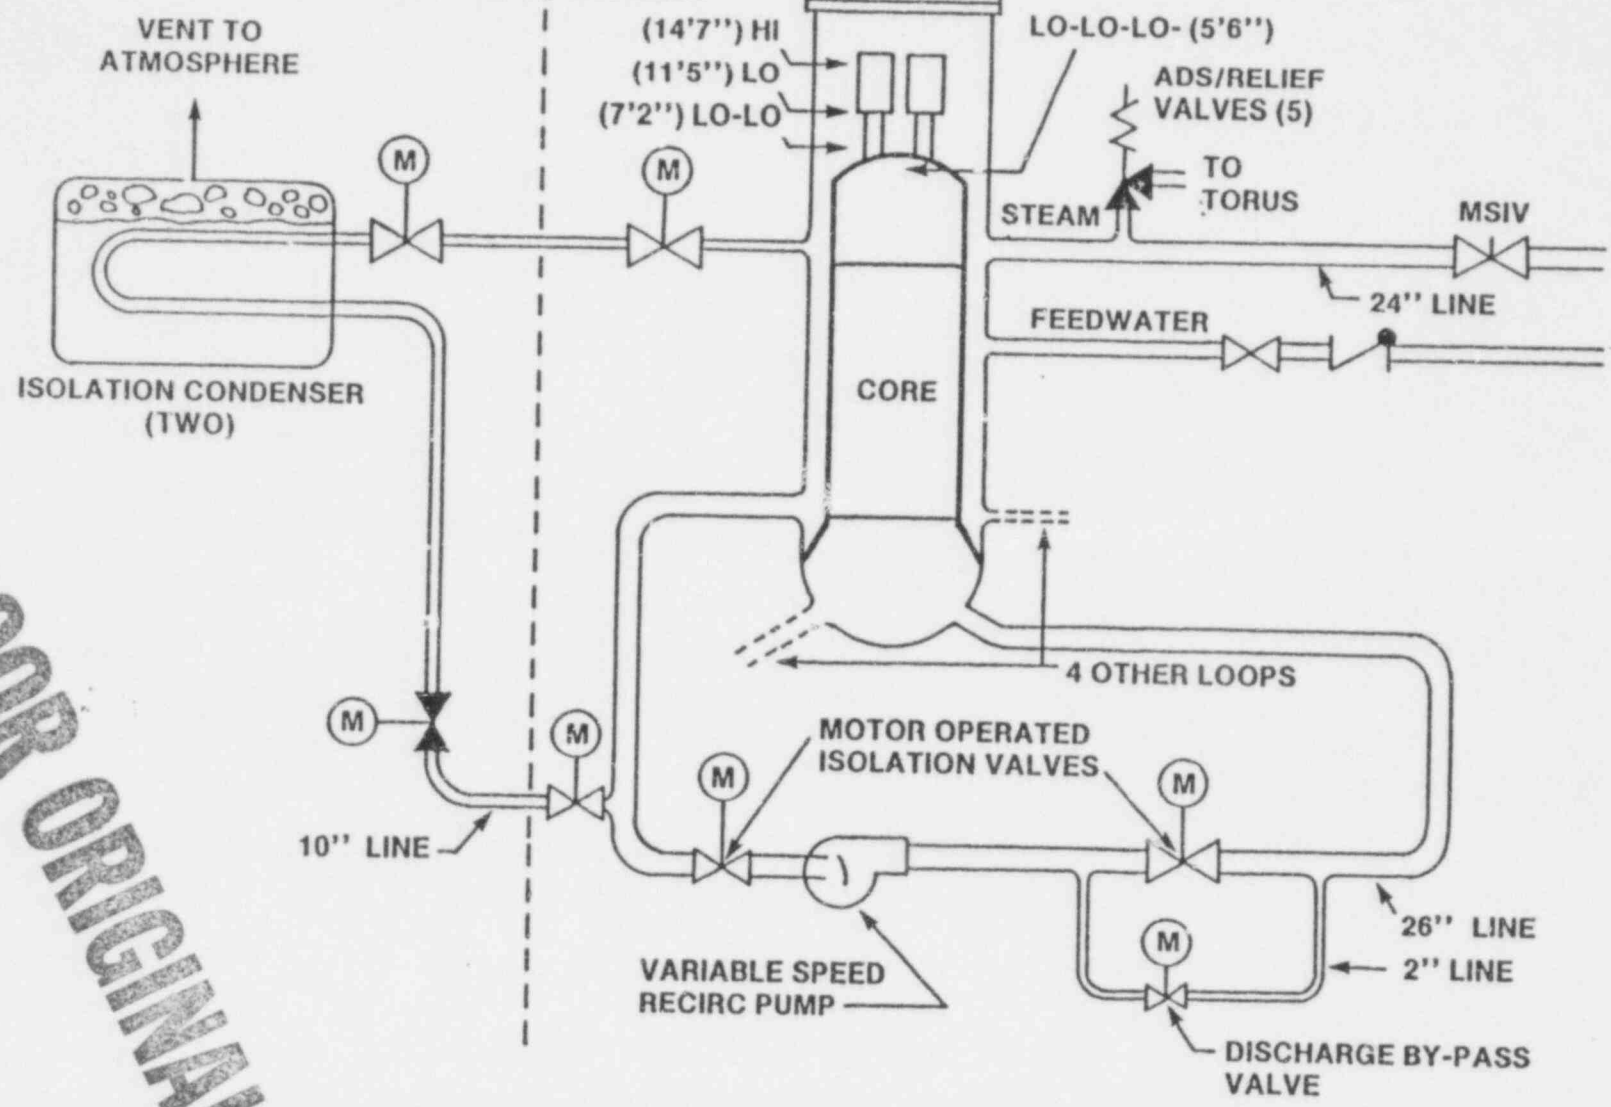 VENT TO
ATMOSPHERE
(14'7'') HI
(11'5'') LO
(7'2'') LO-LO
LO-LO-LO- (5'6'')
ADS/RELIEF
VALVES (5)
TO
TORUS
STEAM
MSIV
24'' LINE
FEEDWATER
M
M
ISOLATION CONDENSER
(TWO)
CORE
4 OTHER LOOPS
M
M
MOTOR OPERATED
ISOLATION VALVES
M
M
10'' LINE
26'' LINE
2'' LINE
M
VARIABLE SPEED
RECIRC PUMP
DISCHARGE BY-PASS
VALVE
ORIGINAL